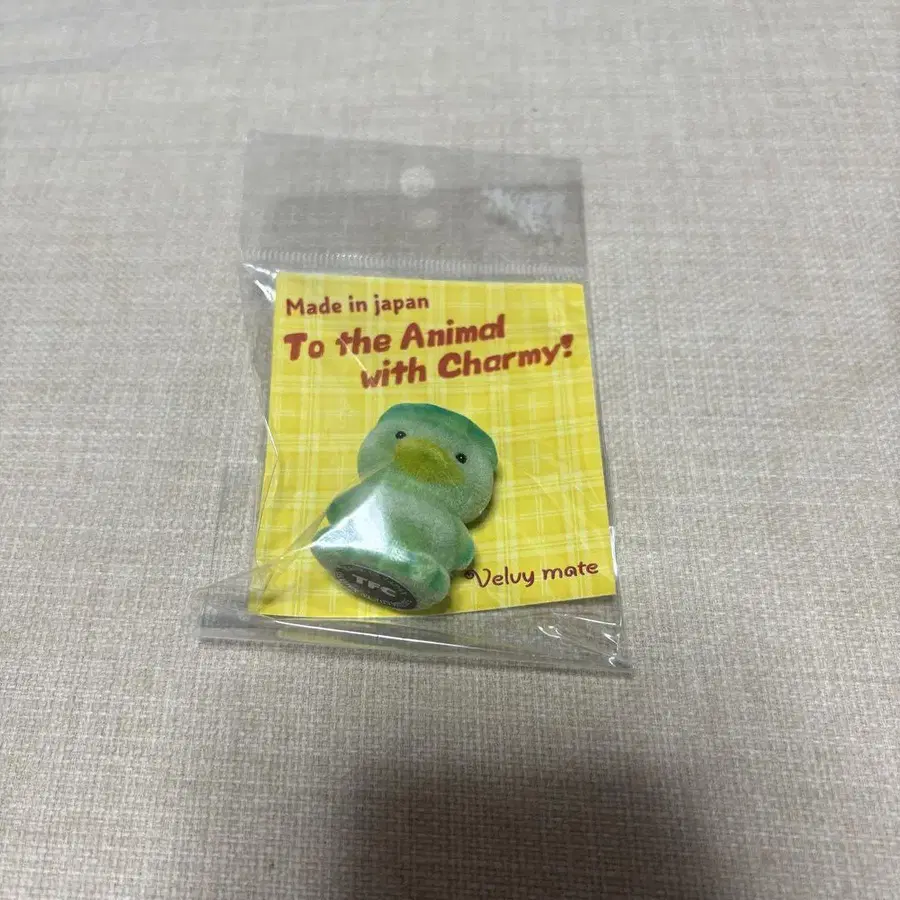 Made in japan
To the Animal
with Charmy!
TFC
Velvy mate